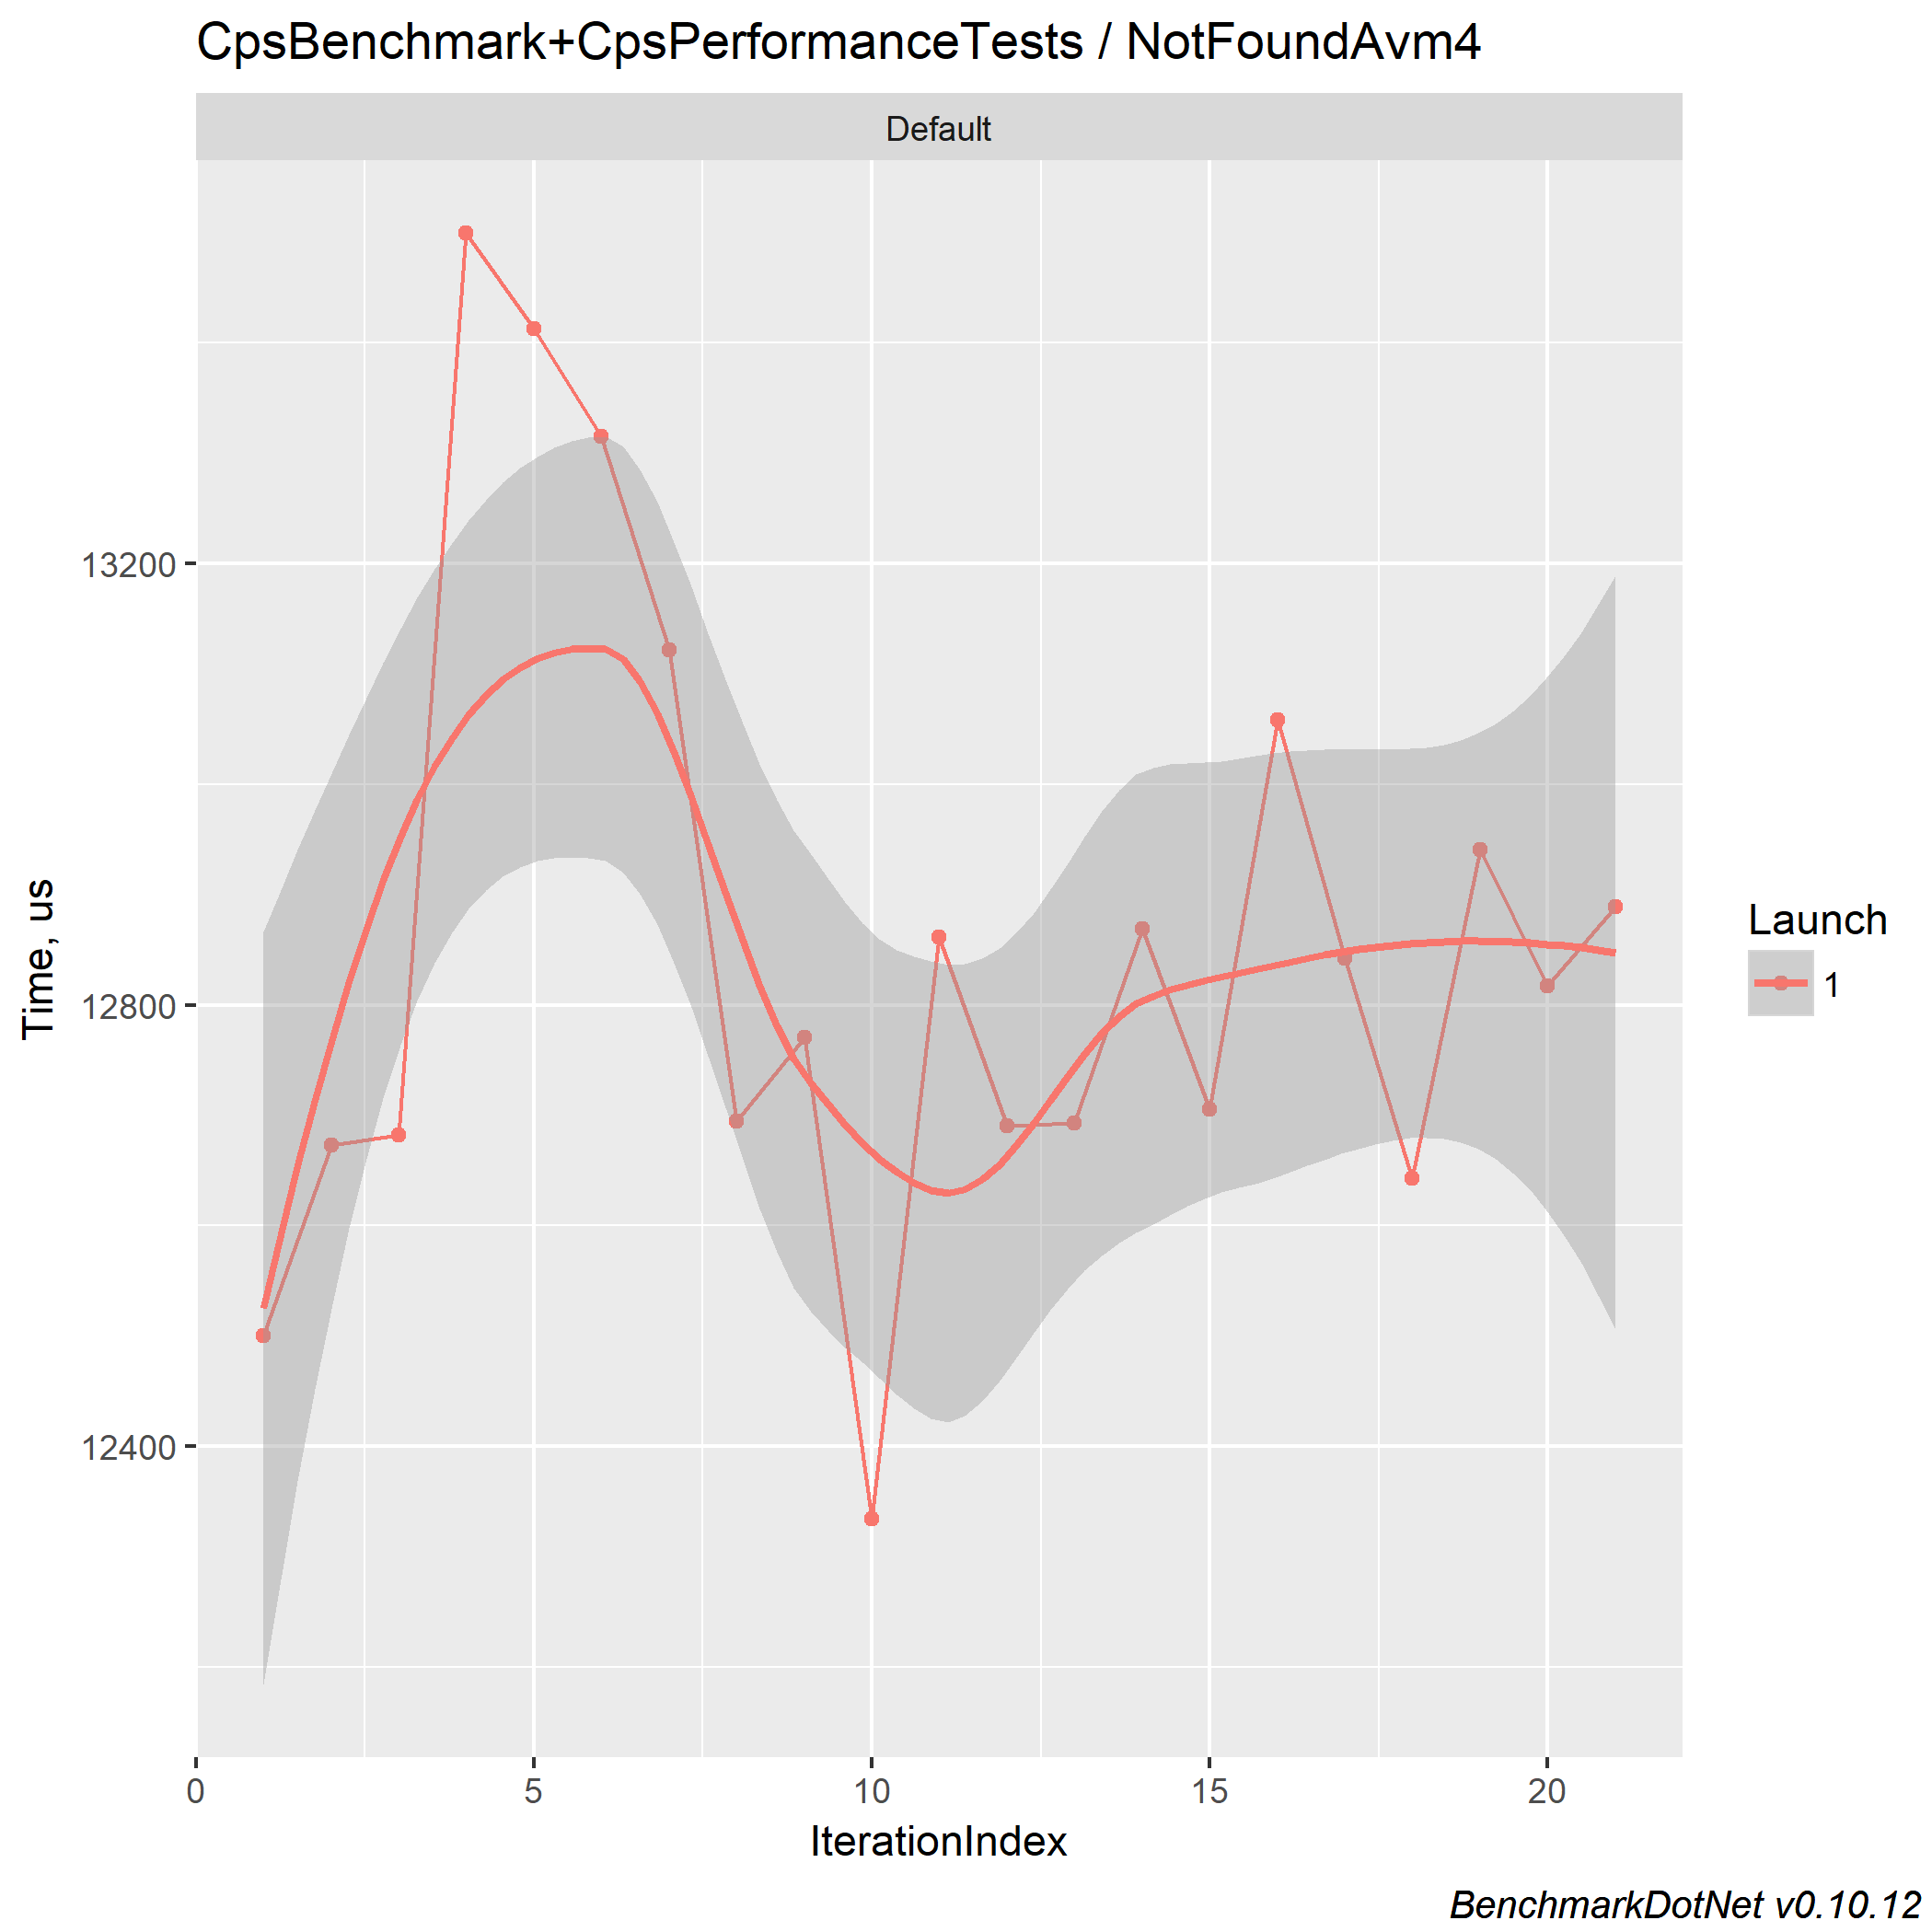 CpsBenchmark+CpsPerformanceTests / NotFoundAvm4
Default
13200
12800
12400
Time, us
0 5 10 15 20
IterationIndex
Launch
1
BenchmarkDotNet v0.10.12